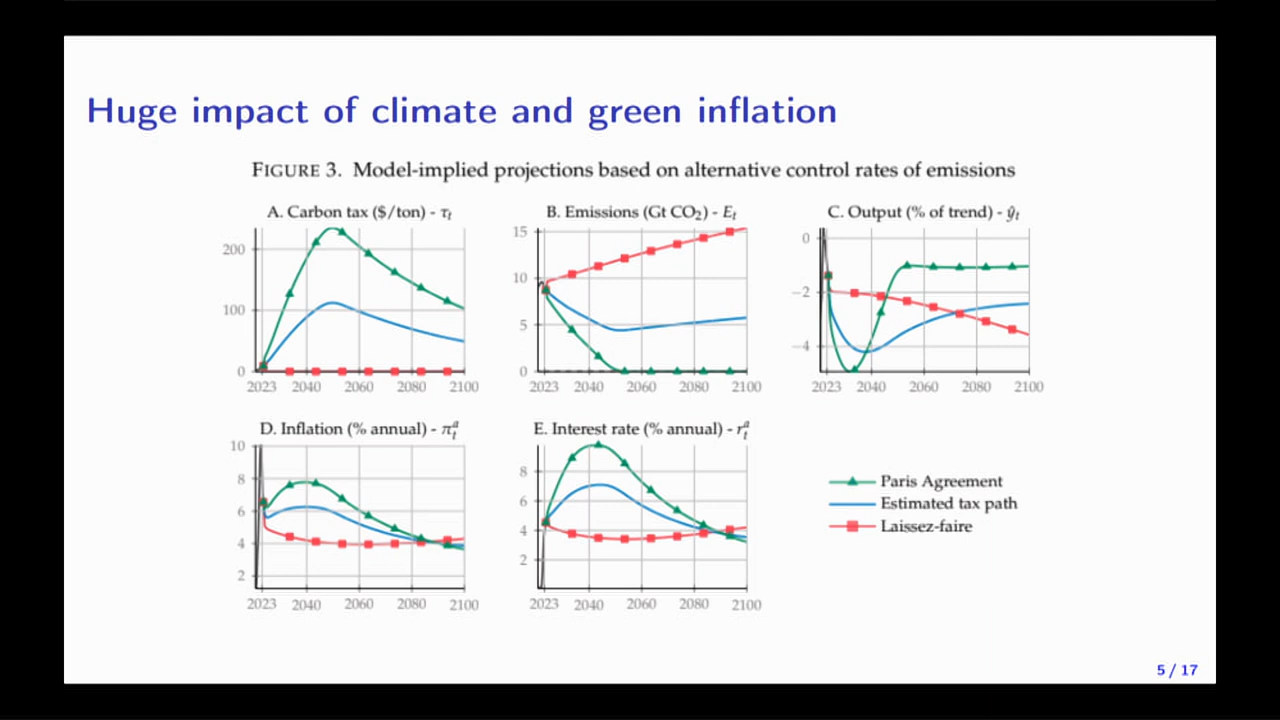 Huge impact of climate and green inflation
FIGURE 3. Model-implied projections based on alternative control rates of emissions
A. Carbon tax ($/ton) - τₜ
200
100
0
2023 2040 2060 2080 2100
B. Emissions (Gt CO₂) - Eₜ
15
10
5
0
2023 2040 2060 2080 2100
C. Output (% of trend) - ŷₜ
0
−2
−4
2023 2040 2060 2080 2100
D. Inflation (% annual) - πₜᵃ
10
8
6
4
2
2023 2040 2060 2080 2100
E. Interest rate (% annual) - rₜᵃ
8
6
4
2
2023 2040 2060 2080 2100
Paris Agreement
Estimated tax path
Laissez-faire
5 / 17